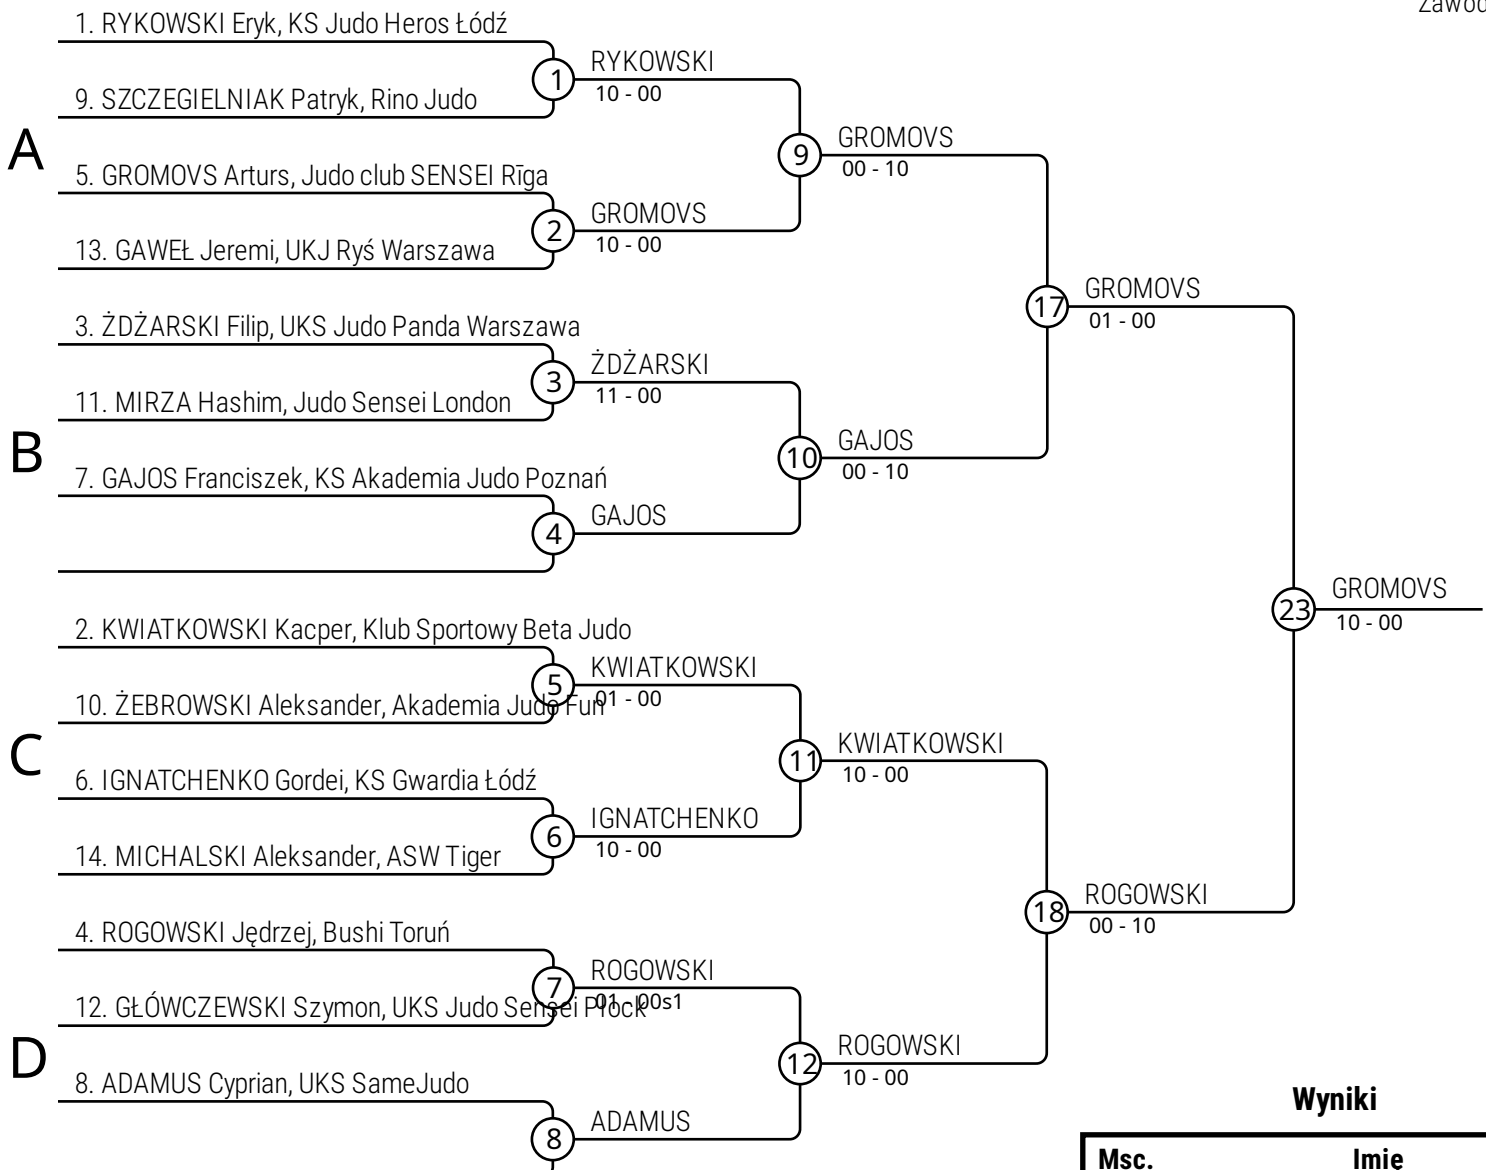 Zawod
1. RYKOWSKI Eryk, KS Judo Heros Łódź
1
RYKOWSKI
10 - 00
9. SZCZEGIELNIAK Patryk, Rino Judo
A
9
GROMOVS
00 - 10
5. GROMOVS Arturs, Judo club SENSEI Rīga
2
GROMOVS
10 - 00
13. GAWEŁ Jeremi, UKJ Ryś Warszawa
17
GROMOVS
01 - 00
3. ŻDŻARSKI Filip, UKS Judo Panda Warszawa
3
ŻDŻARSKI
11 - 00
11. MIRZA Hashim, Judo Sensei London
B
10
GAJOS
00 - 10
7. GAJOS Franciszek, KS Akademia Judo Poznań
4
GAJOS
23
GROMOVS
10 - 00
2. KWIATKOWSKI Kacper, Klub Sportowy Beta Judo
5
KWIATKOWSKI
01 - 00
10. ŻEBROWSKI Aleksander, Akademia Judo Fun
C
11
KWIATKOWSKI
10 - 00
6. IGNATCHENKO Gordei, KS Gwardia Łódź
6
IGNATCHENKO
10 - 00
14. MICHALSKI Aleksander, ASW Tiger
18
ROGOWSKI
00 - 10
4. ROGOWSKI Jędrzej, Bushi Toruń
7
ROGOWSKI
01 - 00s1
12. GŁÓWCZEWSKI Szymon, UKS Judo Sensei Płock
D
12
ROGOWSKI
10 - 00
8. ADAMUS Cyprian, UKS SameJudo
8
ADAMUS
Wyniki
Msc.
Imię